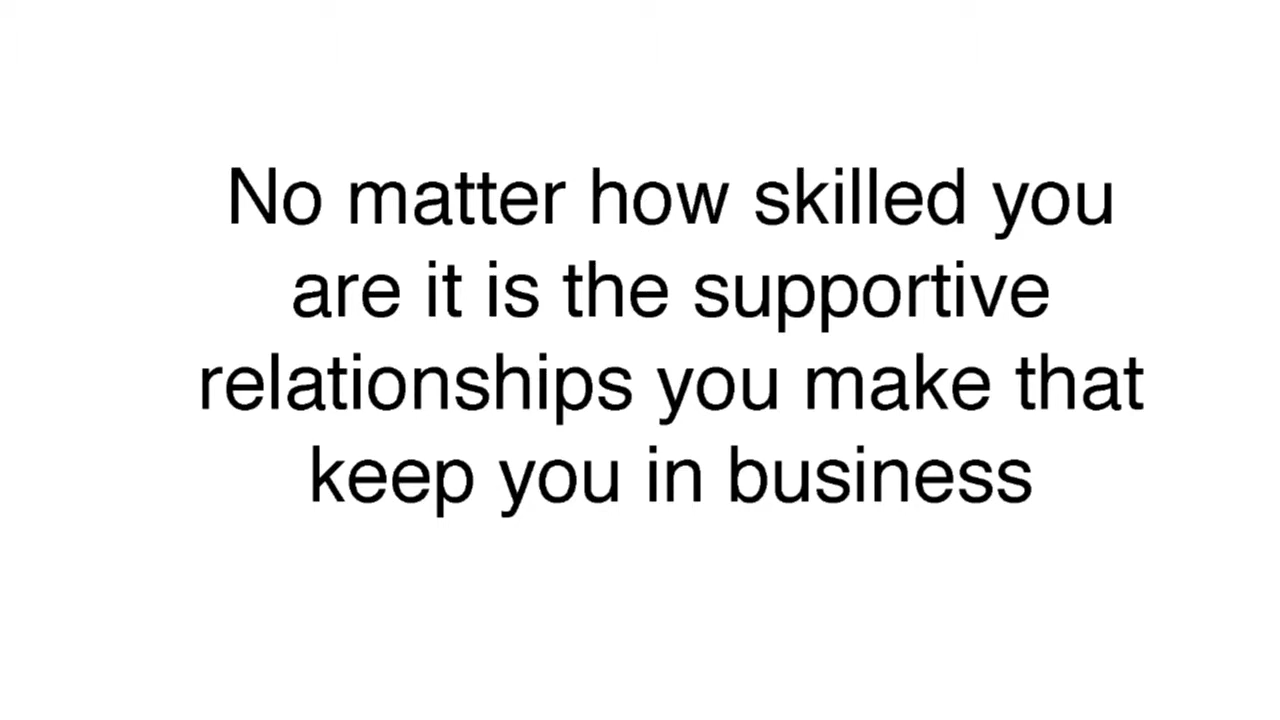 No matter how skilled you
are it is the supportive
relationships you make that
keep you in business